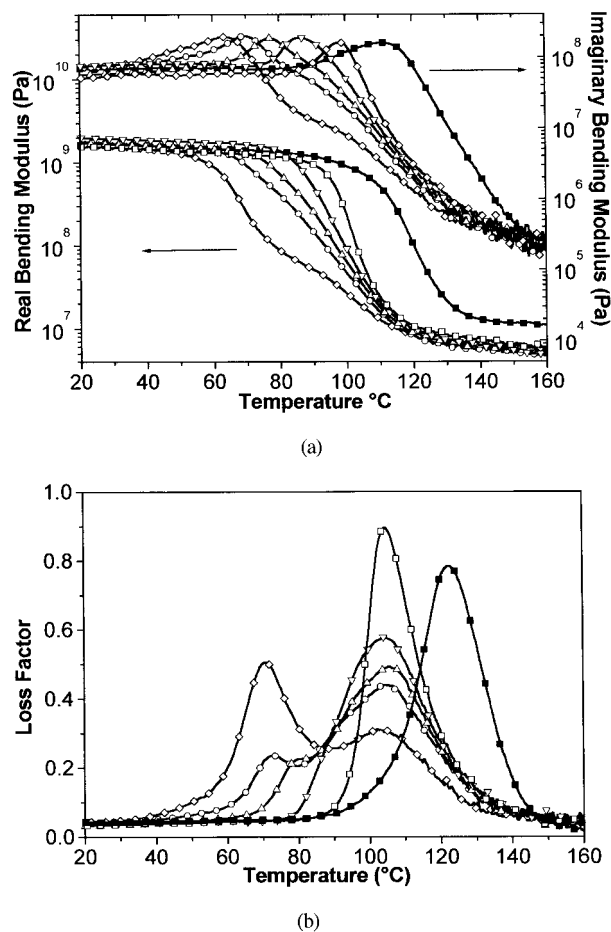 Real Bending Modulus (Pa)
10^10
10^9
10^8
10^7
Imaginary Bending Modulus (Pa)
10^8
10^7
10^6
10^5
10^4
20 40 60 80 100 120 140 160
Temperature °C
(a)
Loss Factor
1.0
0.8
0.6
0.4
0.2
0.0
20 40 60 80 100 120 140 160
Temperature (°C)
(b)